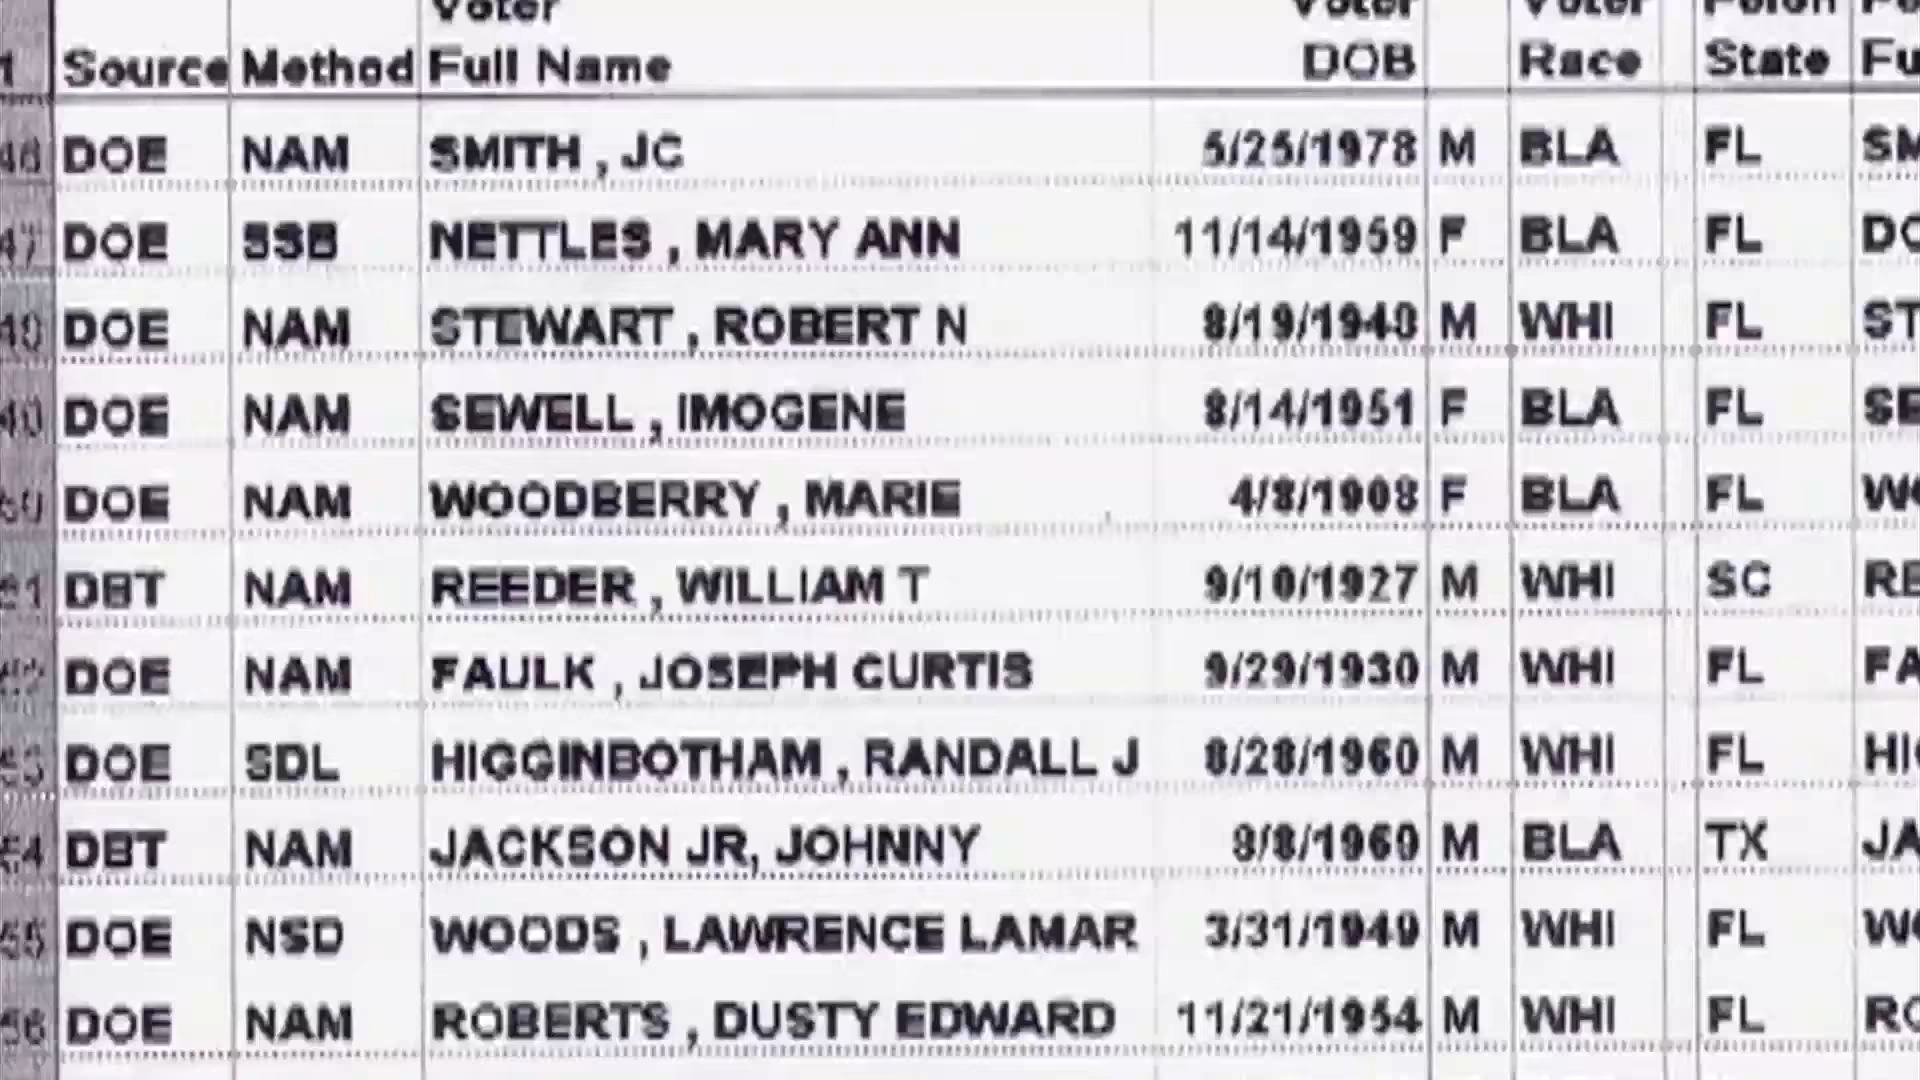 Voter Voter Voter Felon
Source Method Full Name DOB Race State Fu
DOE NAM SMITH , JC 5/25/1978 M BLA FL SM
47 DOE SSB NETTLES , MARY ANN 11/14/1959 F BLA FL DO
DOE NAM STEWART , ROBERT N 8/19/1940 M WHI FL ST
DOE NAM SEWELL , IMOGENE 8/14/1951 F BLA FL SE
DOE NAM WOODBERRY , MARIE 4/8/1908 F BLA FL WO
DBT NAM REEDER , WILLIAM T 9/10/1927 M WHI SC RE
DOE NAM FAULK , JOSEPH CURTIS 9/29/1930 M WHI FL FA
DOE SDL HIGGINBOTHAM , RANDALL J 8/28/1960 M WHI FL HIG
DBT NAM JACKSON JR, JOHNNY BLA TX JA
55 DOE NSD WOODS , LAWRENCE LAMAR 3/31/1949 M WHI FL WO
56 DOE NAM ROBERTS , DUSTY EDWARD 11/21/1954 M WHI FL RO